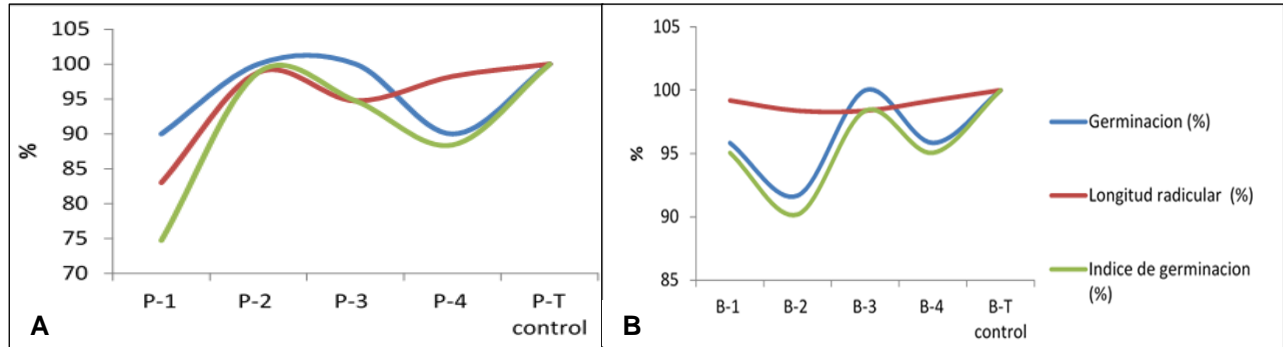 105
100
95
90
85
80
75
70
%
P-1 P-2 P-3 P-4 P-T
control
A
105
100
95
90
85
%
B-1 B-2 B-3 B-4 B-T
control
B
Germinacion (%)
Longitud radicular (%)
Indice de germinacion
(%)